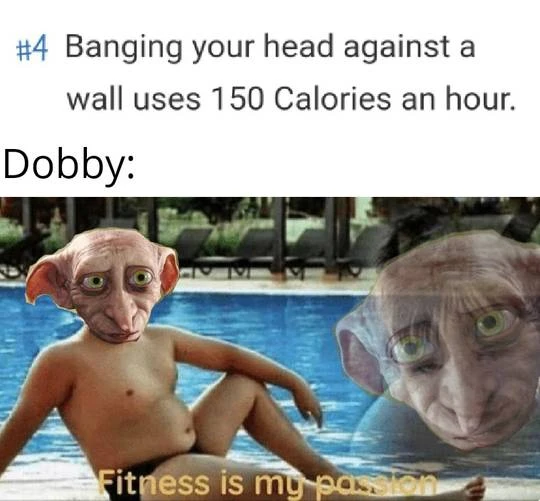 #4 Banging your head against a
wall uses 150 Calories an hour.
Dobby:
Fitness is my passion